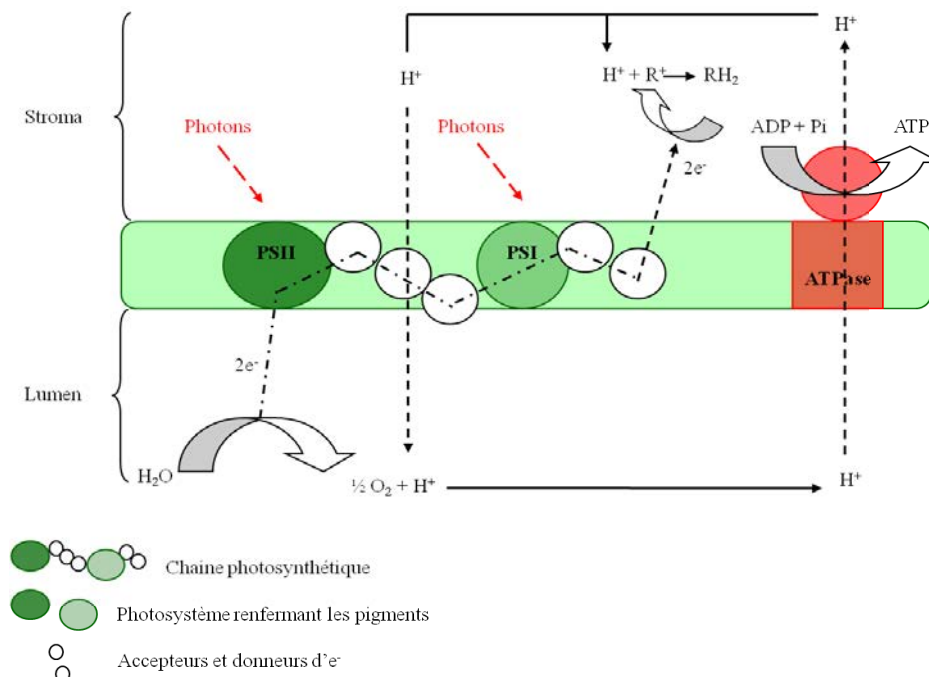 H⁺
Stroma
H⁺
H⁺ + R⁺ → RH₂
Photons
Photons
ADP + Pi
ATP
2e⁻
PSII
PSI
ATPase
2e⁻
Lumen
H₂O
½ O₂ + H⁺
H⁺
Chaine photosynthétique
Photosystème renfermant les pigments
Accepteurs et donneurs d'e⁻